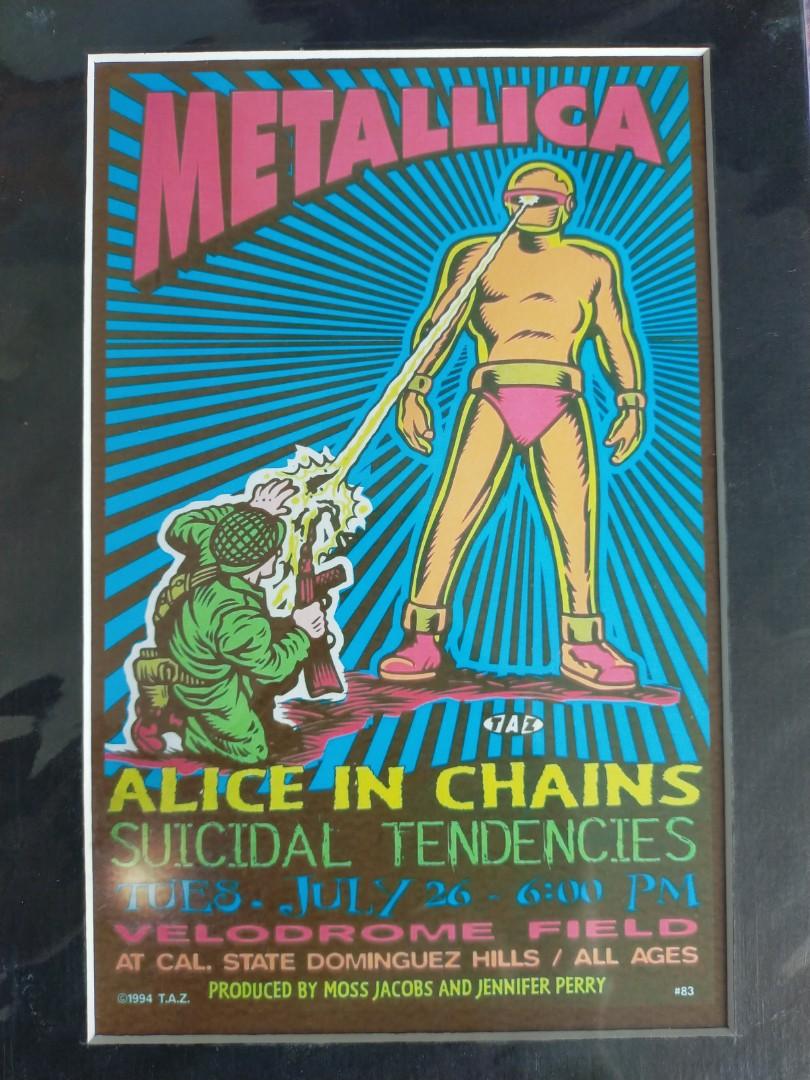 METALLICA
TAZ
ALICE IN CHAINS
SUICIDAL TENDENCIES
TUES. JULY 26 - 6:00 PM
VELODROME FIELD
AT CAL. STATE DOMINGUEZ HILLS / ALL AGES
PRODUCED BY MOSS JACOBS AND JENNIFER PERRY
©1994 T.A.Z.
#83